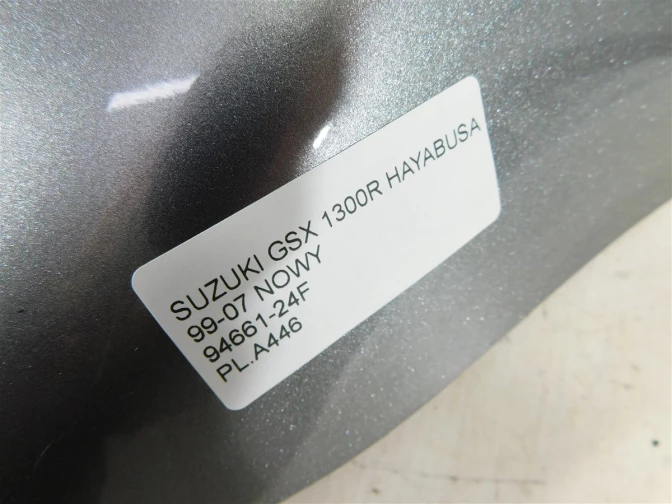 SUZUKI GSX 1300R HAYABUSA
99-07 NOWY
94661-24F
PL.A446